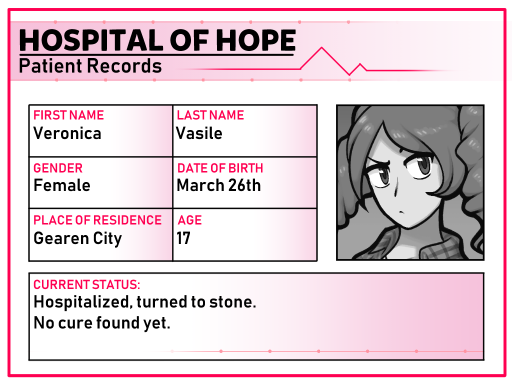 HOSPITAL OF HOPE
Patient Records
FIRST NAME
Veronica
LAST NAME
Vasile
GENDER
Female
DATE OF BIRTH
March 26th
PLACE OF RESIDENCE
Gearen City
AGE
17
CURRENT STATUS:
Hospitalized, turned to stone.
No cure found yet.